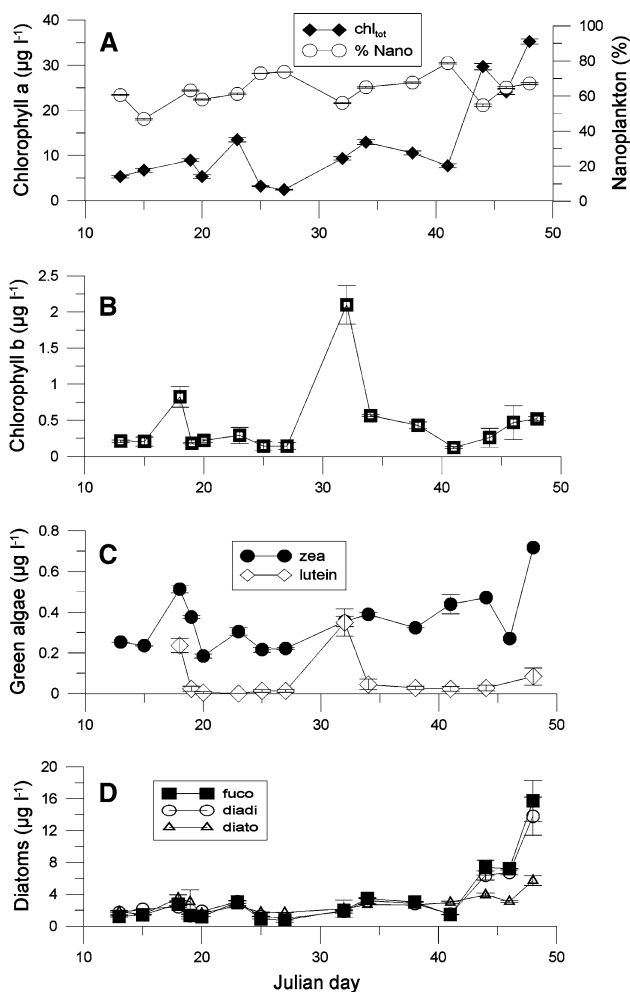 A
Chlorophyll a (µg l-1)
Nanoplankton (%)
chltot
% Nano
40
30
20
10
0
100
80
60
40
20
0
10 20 30 40 50
B
Chlorophyll b (µg l-1)
2.5
2
1.5
1
0.5
0
10 20 30 40 50
C
Green algae (µg l-1)
zea
lutein
0.8
0.6
0.4
0.2
0
10 20 30 40 50
D
Diatoms (µg l-1)
fuco
diadi
diato
20
16
12
8
4
0
10 20 30 40 50
Julian day